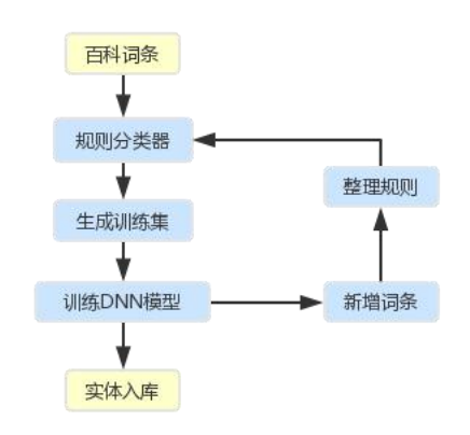 百科词条
规则分类器
整理规则
生成训练集
训练DNN模型
新增词条
实体入库